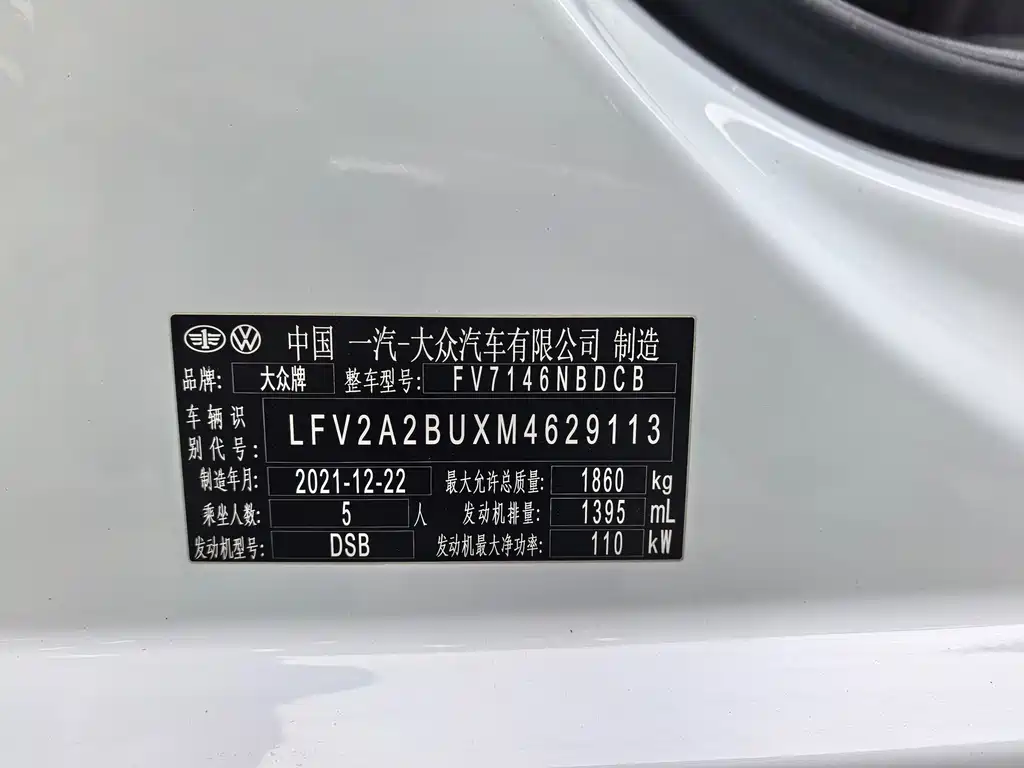 中国 一汽-大众汽车有限公司 制造
品牌: 大众牌 整车型号: FV7146NBDCB
车辆识
别代号: LFV2A2BUXM4629113
制造年月: 2021-12-22 最大允许总质量: 1860 kg
乘坐人数: 5 人 发动机排量: 1395 mL
发动机型号: DSB 发动机最大净功率: 110 kW